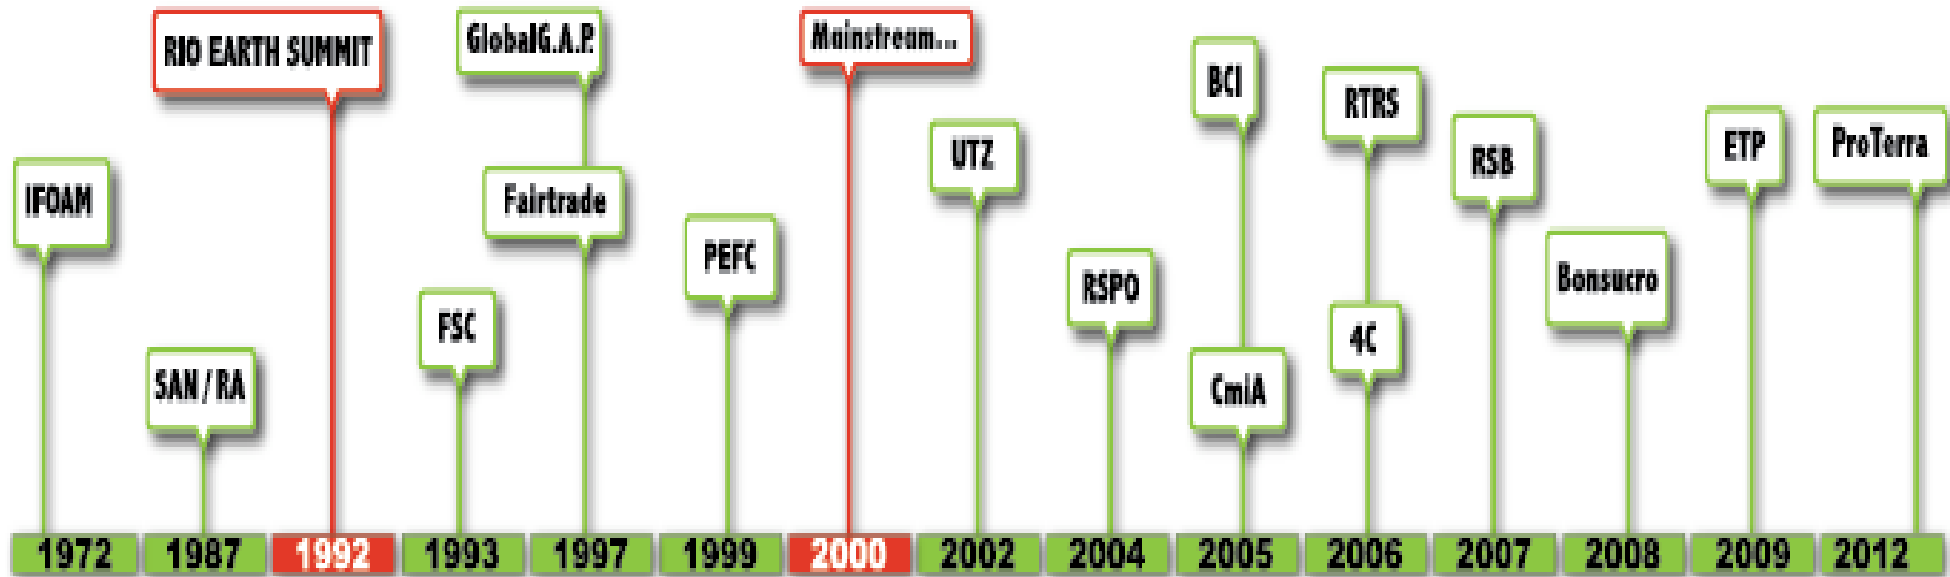 RIO EARTH SUMMIT
GlobalG.A.P.
Mainstream...
BCI
RTRS
UTZ
RSB
ETP
ProTerra
IFOAM
Fairtrade
PEFC
RSPO
Bonsucro
FSC
4C
SAN / RA
CmiA
1972
1987
1992
1993
1997
1999
2000
2002
2004
2005
2006
2007
2008
2009
2012